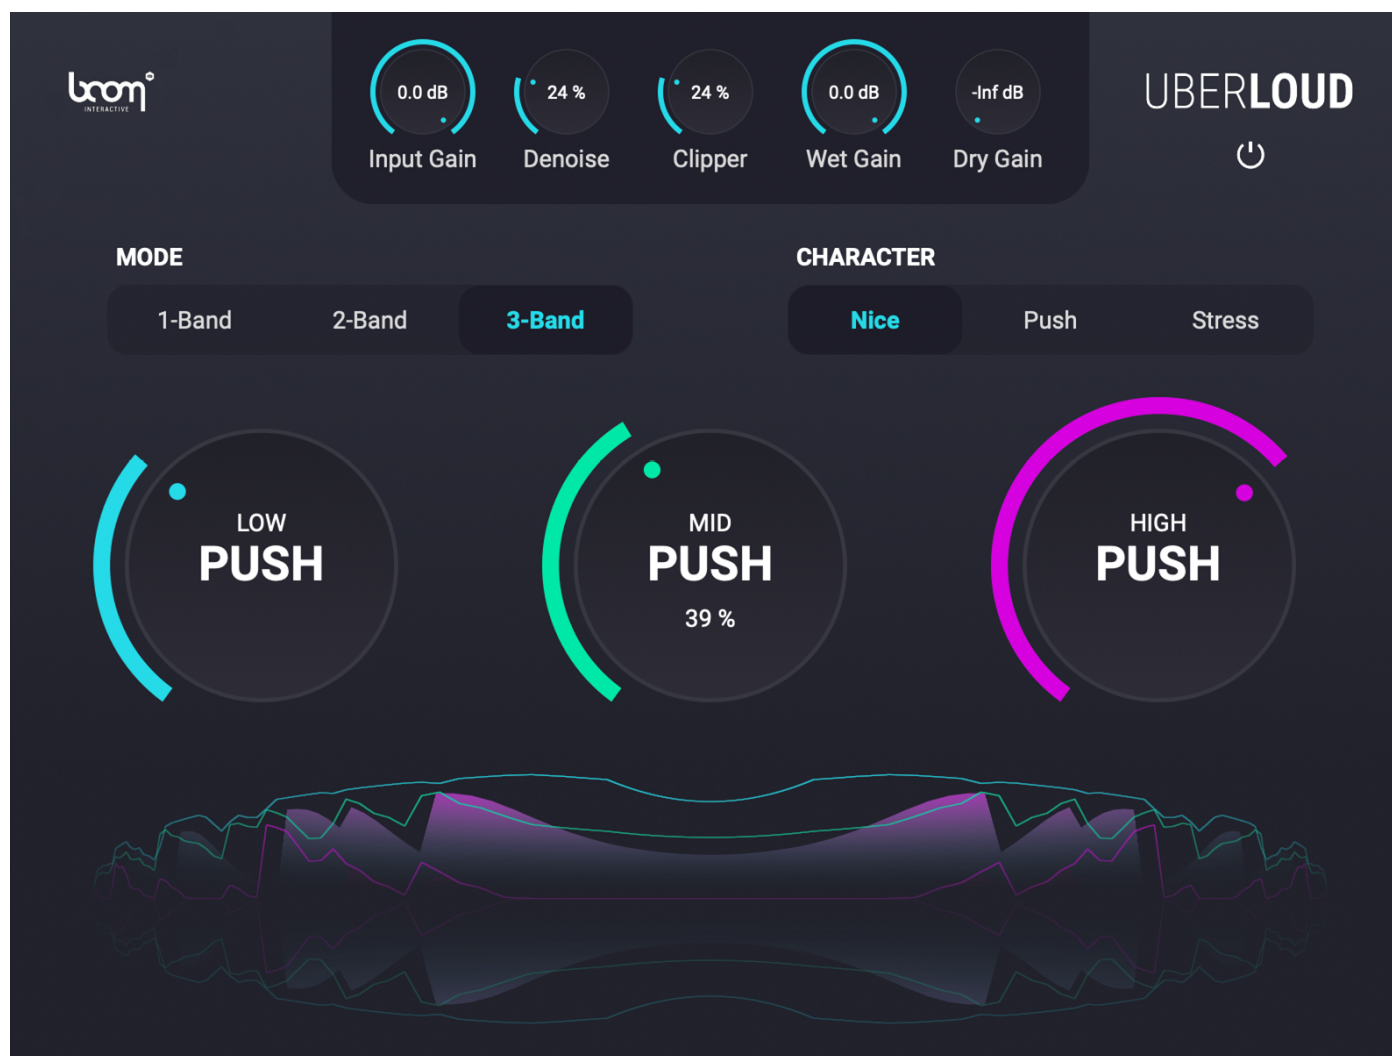 boom
INTERACTIVE
0.0 dB
24 %
24 %
0.0 dB
-Inf dB
Input Gain
Denoise
Clipper
Wet Gain
Dry Gain
UBERLOUD
MODE
1-Band
2-Band
3-Band
CHARACTER
Nice
Push
Stress
LOW
PUSH
MID
PUSH
39 %
HIGH
PUSH